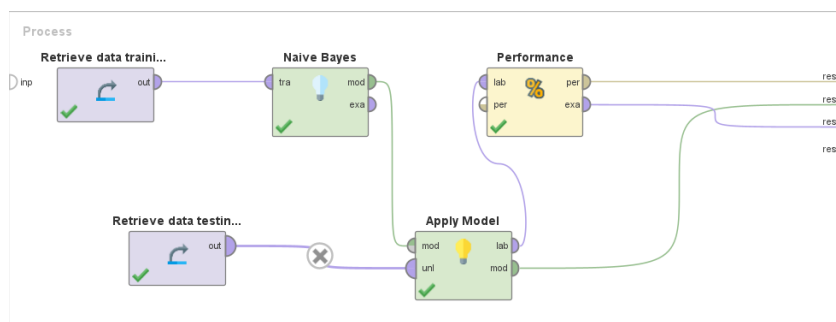 Process
Retrieve data traini...
Naive Bayes
Performance
inp
out
tra
mod
exa
%
lab
per
per
exa
res
res
res
res
Retrieve data testin...
Apply Model
out
mod
lab
unl
mod